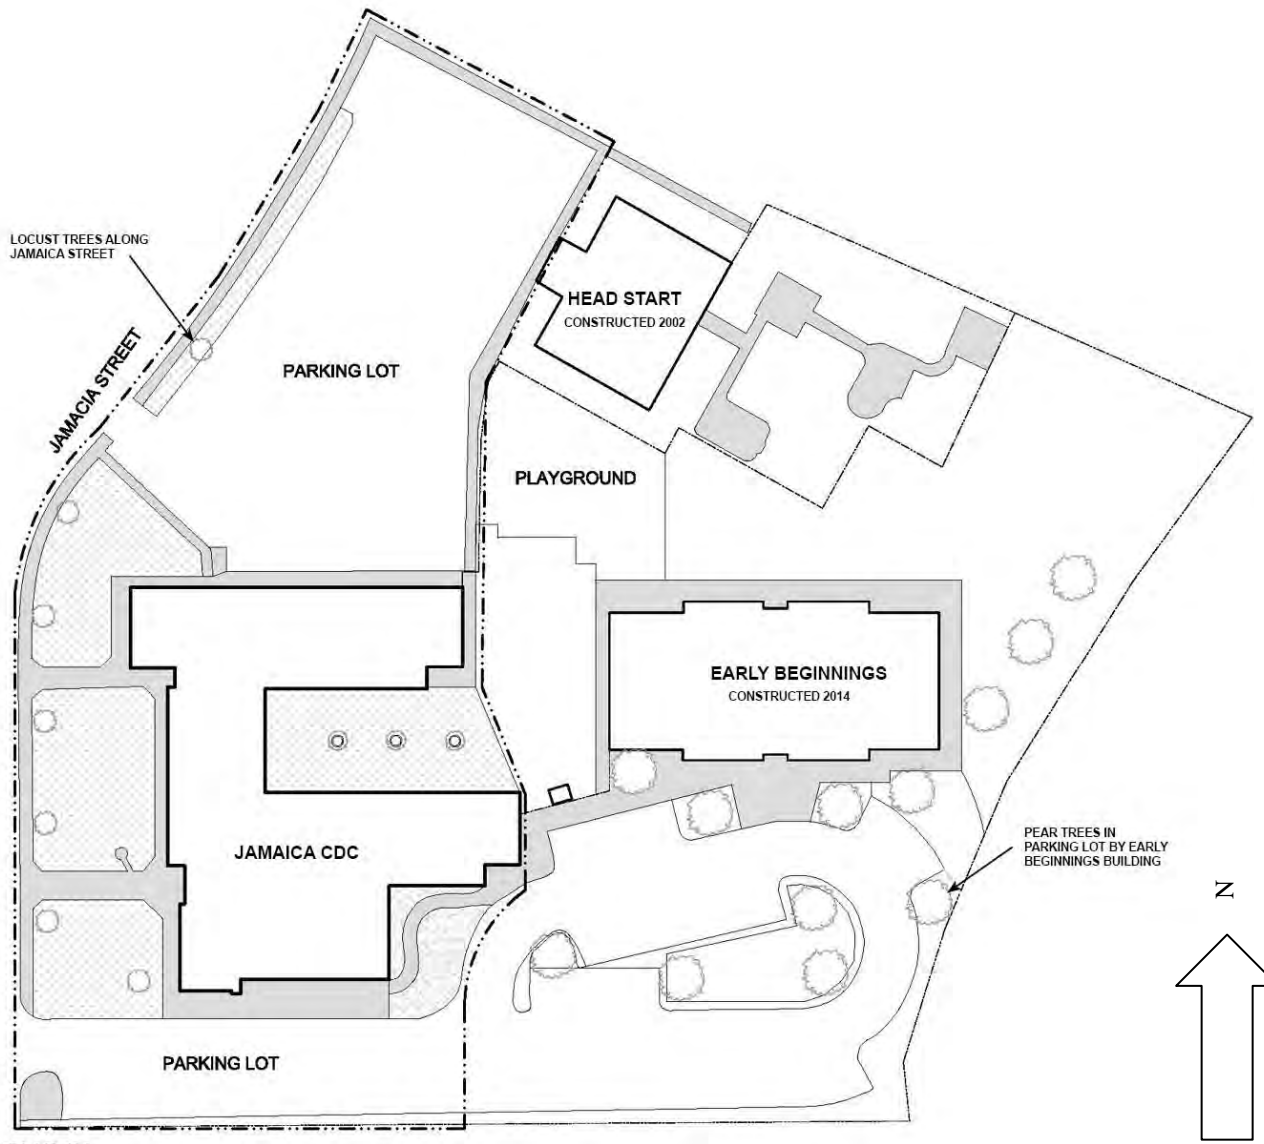 LOCUST TREES ALONG
JAMAICA STREET
JAMACIA STREET
PARKING LOT
HEAD START
CONSTRUCTED 2002
PLAYGROUND
EARLY BEGINNINGS
CONSTRUCTED 2014
JAMAICA CDC
PEAR TREES IN
PARKING LOT BY EARLY
BEGINNINGS BUILDING
N
PARKING LOT